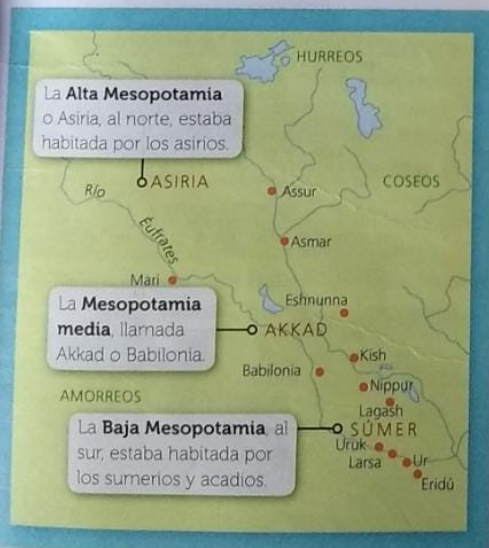 HURREOS
La Alta Mesopotamia
o Asiria, al norte, estaba
habitada por los asirios.
ASIRIA
COSEOS
Río
Éufrates
Assur
Asmar
Mari
La Mesopotamia
media, llamada
Akkad o Babilonia.
Eshnunna
AKKAD
Kish
Babilonia
Nippur
AMORREOS
Lagash
La Baja Mesopotamia, al
sur, estaba habitada por
los sumerios y acadios.
SÚMER
Uruk
Larsa
Ur
Eridú